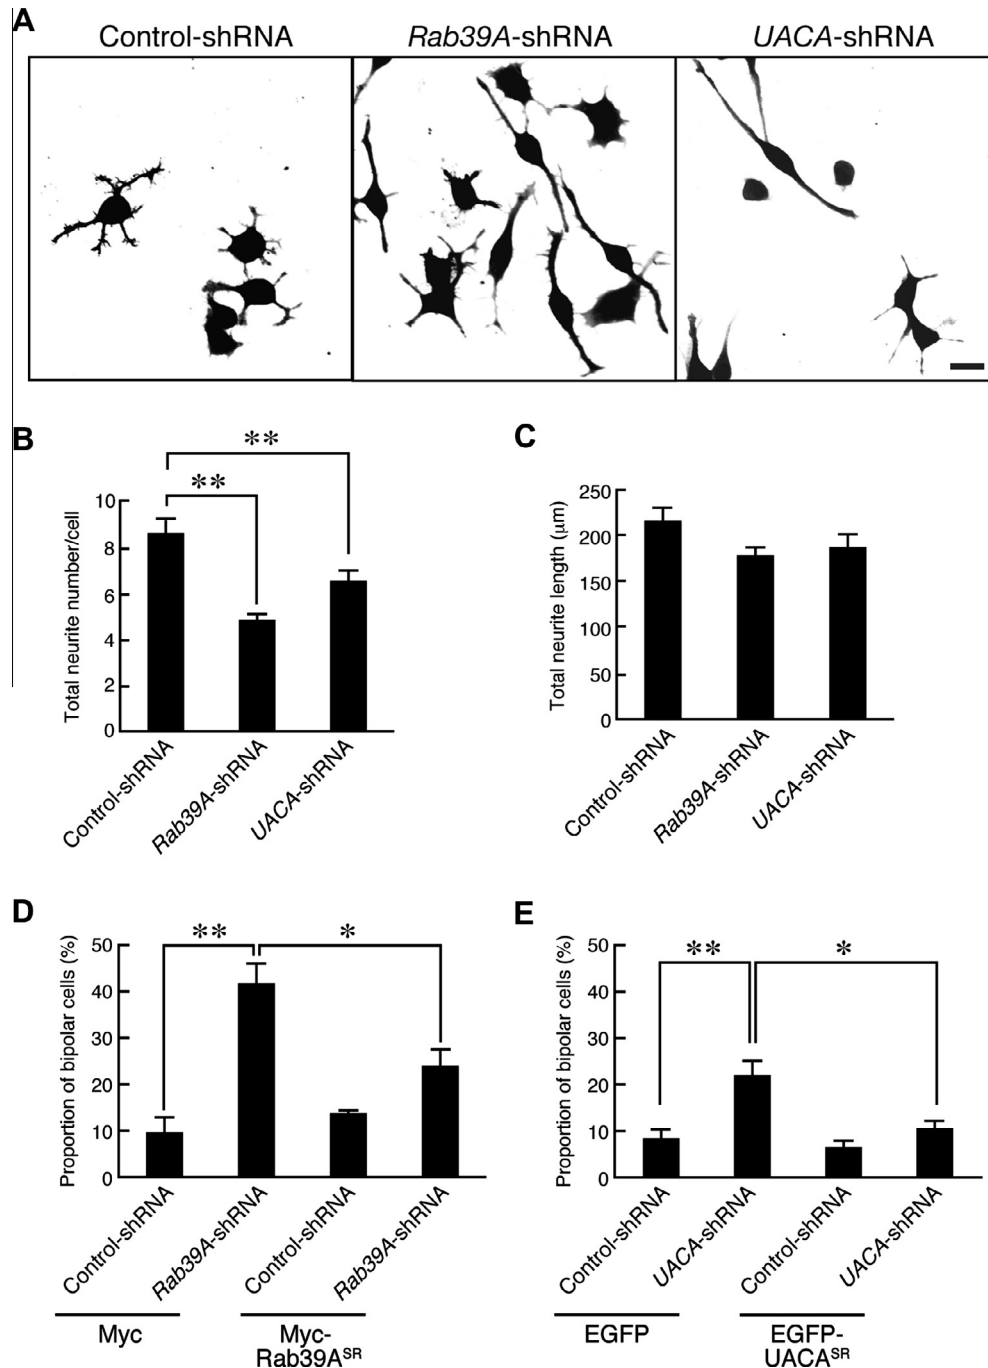 A
Control-shRNA
Rab39A-shRNA
UACA-shRNA
B
**
**
Total neurite number/cell
10
8
6
4
2
0
Control-shRNA
Rab39A-shRNA
UACA-shRNA
C
Total neurite length (μm)
250
200
150
100
50
0
Control-shRNA
Rab39A-shRNA
UACA-shRNA
D
**
*
Proportion of bipolar cells (%)
50
40
30
20
10
0
Control-shRNA
Rab39A-shRNA
Control-shRNA
Rab39A-shRNA
Myc
Myc-
Rab39ASR
E
**
*
Proportion of bipolar cells (%)
50
40
30
20
10
0
Control-shRNA
UACA-shRNA
Control-shRNA
UACA-shRNA
EGFP
EGFP-
UACASR